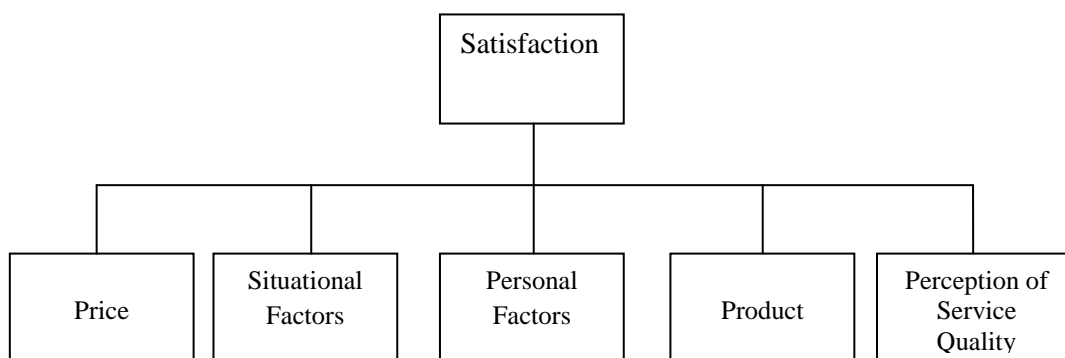 Satisfaction
Price
Situational
Factors
Personal
Factors
Product
Perception of
Service
Quality